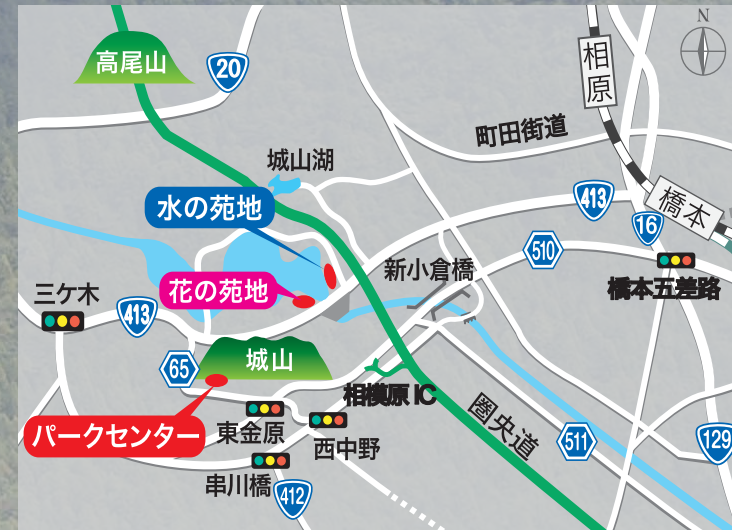 N
高尾山
20
相原
町田街道
城山湖
水の苑地
413
橋本
16
510
新小倉橋
花の苑地
橋本五差路
三ケ木
413
城山
65
相模原IC
パークセンター
東金原
圏央道
西中野
511
129
串川橋
412